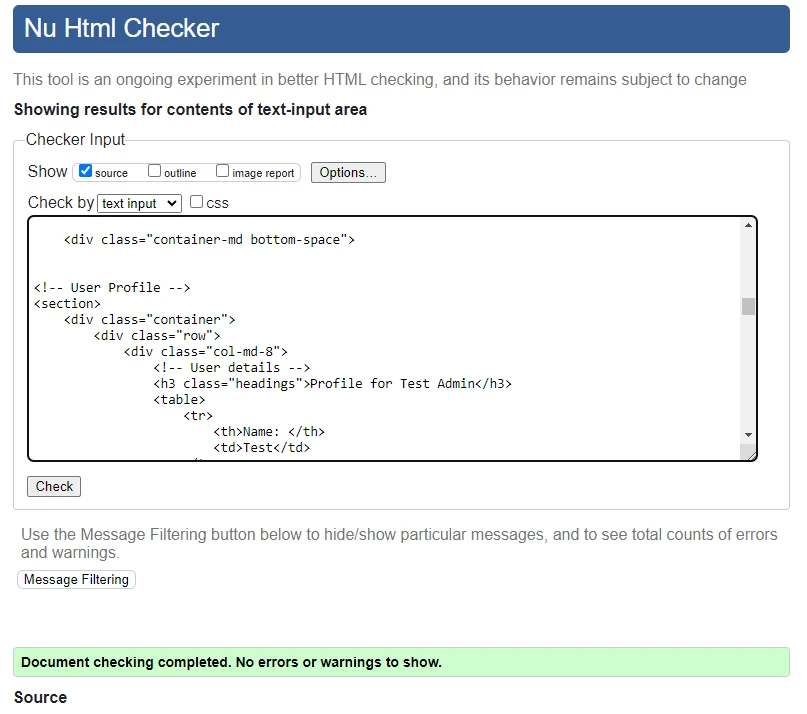 Nu Html Checker
This tool is an ongoing experiment in better HTML checking, and its behavior remains subject to change
Showing results for contents of text-input area
Checker Input
Show source outline image report Options...
Check by text input css
<div class="container-md bottom-space">
<!-- User Profile -->
<section>
<div class="container">
<div class="row">
<div class="col-md-8">
<!-- User details -->
<h3 class="headings">Profile for Test Admin</h3>
<table>
<tr>
<th>Name: </th>
<td>Test</td>
Check
Use the Message Filtering button below to hide/show particular messages, and to see total counts of errors
and warnings.
Message Filtering
Document checking completed. No errors or warnings to show.
Source